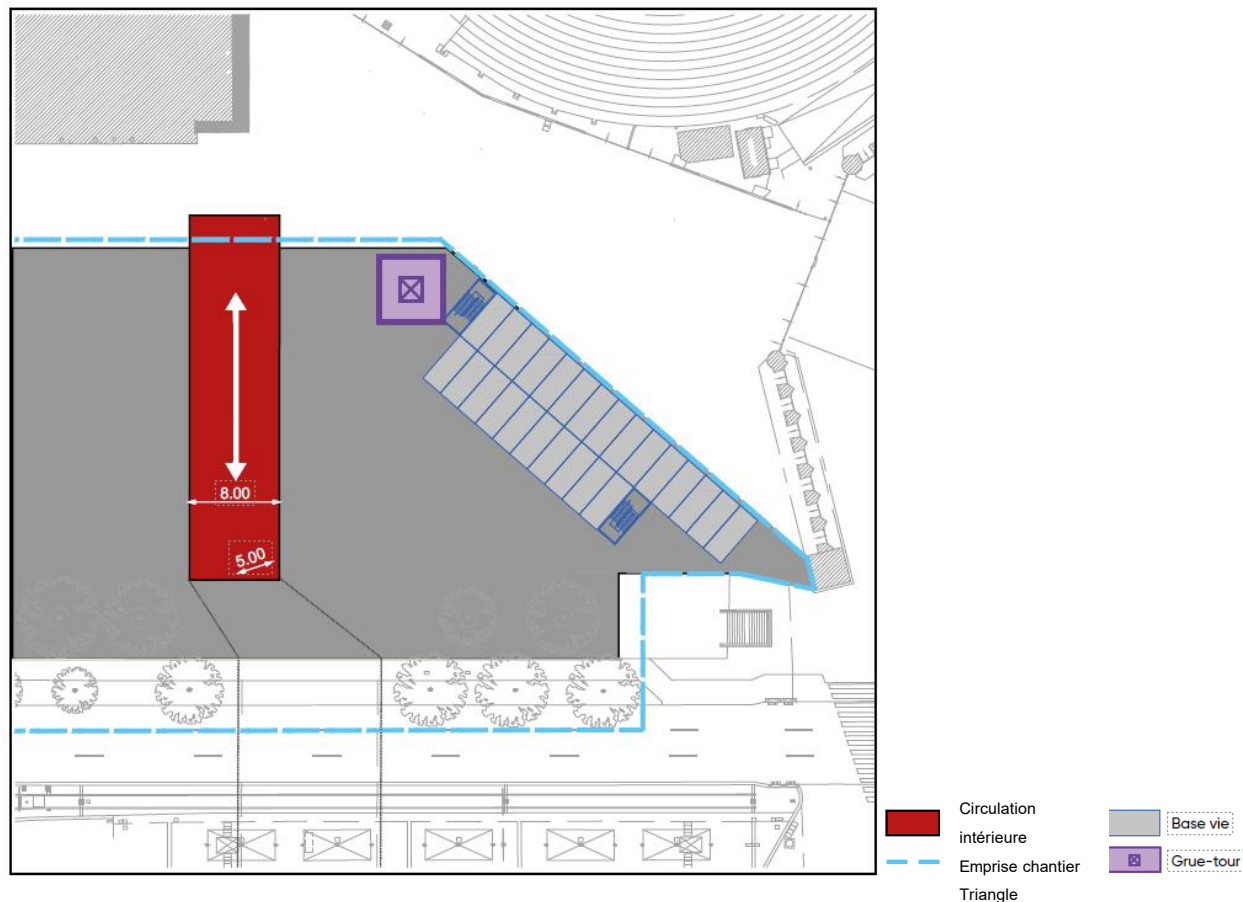 8.00
5.00
Circulation
intérieure
Emprise chantier
Triangle
Base vie
Grue-tour